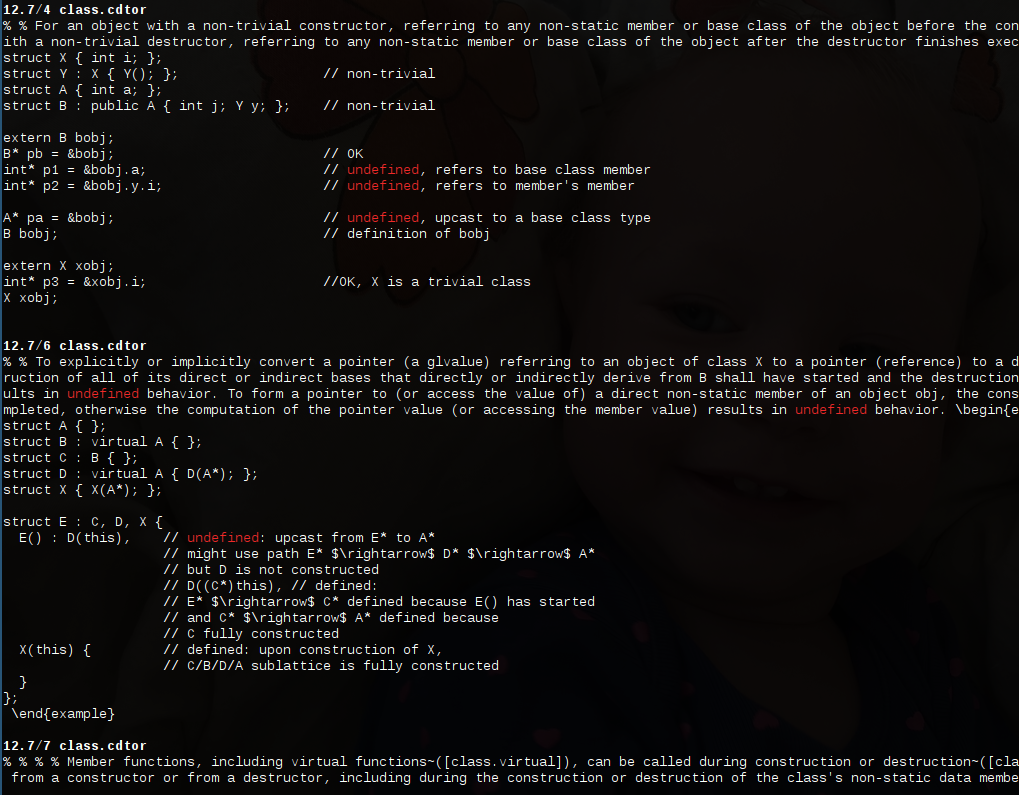 12.7/4 class.cdtor
% % For an object with a non-trivial constructor, referring to any non-static member or base class of the object before the con
ith a non-trivial destructor, referring to any non-static member or base class of the object after the destructor finishes exec
struct X { int i; };
struct Y : X { Y(); };                  // non-trivial
struct A { int a; };
struct B : public A { int j; Y y; };    // non-trivial

extern B bobj;
B* pb = &bobj;                          // OK
int* p1 = &bobj.a;                      // undefined, refers to base class member
int* p2 = &bobj.y.i;                    // undefined, refers to member's member

A* pa = &bobj;                          // undefined, upcast to a base class type
B bobj;                                 // definition of bobj

extern X xobj;
int* p3 = &xobj.i;                      //OK, X is a trivial class
X xobj;

12.7/6 class.cdtor
% % To explicitly or implicitly convert a pointer (a glvalue) referring to an object of class X to a pointer (reference) to a d
ruction of all of its direct or indirect bases that directly or indirectly derive from B shall have started and the destruction
ults in undefined behavior. To form a pointer to (or access the value of) a direct non-static member of an object obj, the cons
mpleted, otherwise the computation of the pointer value (or accessing the member value) results in undefined behavior. \begin{e
struct A { };
struct B : virtual A { };
struct C : B { };
struct D : virtual A { D(A*); };
struct X { X(A*); };

struct E : C, D, X {
  E() : D(this),    // undefined: upcast from E* to A*
                    // might use path E* $\rightarrow$ D* $\rightarrow$ A*
                    // but D is not constructed
                    // D((C*)this), // defined:
                    // E* $\rightarrow$ C* defined because E() has started
                    // and C* $\rightarrow$ A* defined because
                    // C fully constructed
  X(this) {         // defined: upon construction of X,
                    // C/B/D/A sublattice is fully constructed
  }
};
 \end{example}

12.7/7 class.cdtor
% % % % Member functions, including virtual functions~([class.virtual]), can be called during construction or destruction~([cla
 from a constructor or from a destructor, including during the construction or destruction of the class's non-static data membe